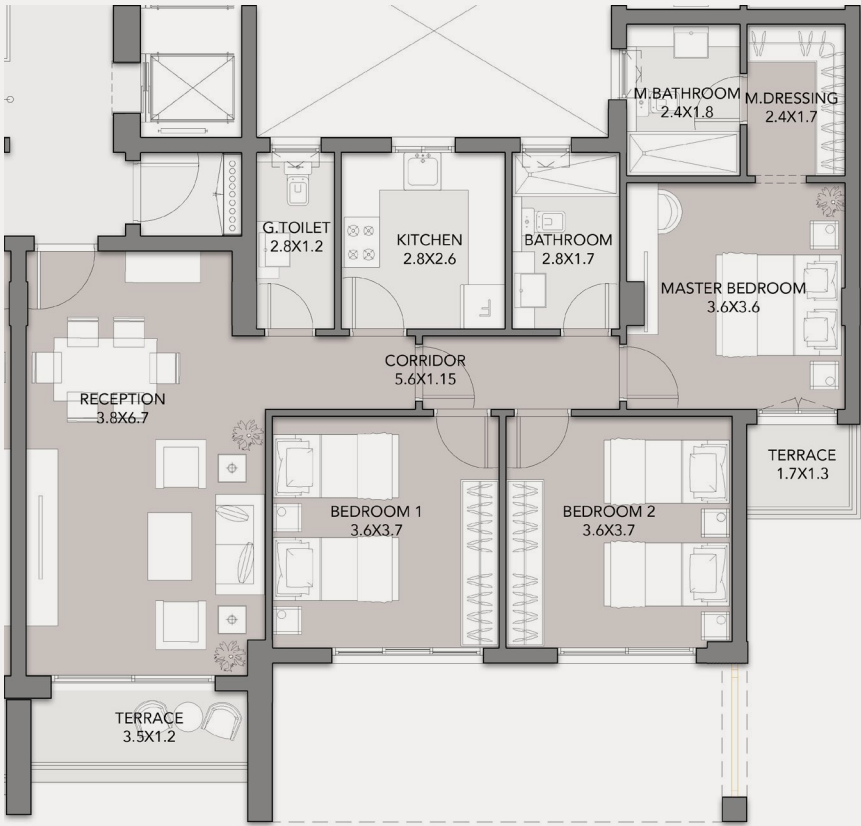 M.BATHROOM
2.4X1.8
M.DRESSING
2.4X1.7
G.TOILET
2.8X1.2
KITCHEN
2.8X2.6
BATHROOM
2.8X1.7
MASTER BEDROOM
3.6X3.6
CORRIDOR
5.6X1.15
RECEPTION
3.8X6.7
TERRACE
1.7X1.3
BEDROOM 1
3.6X3.7
BEDROOM 2
3.6X3.7
F
TERRACE
3.5X1.2